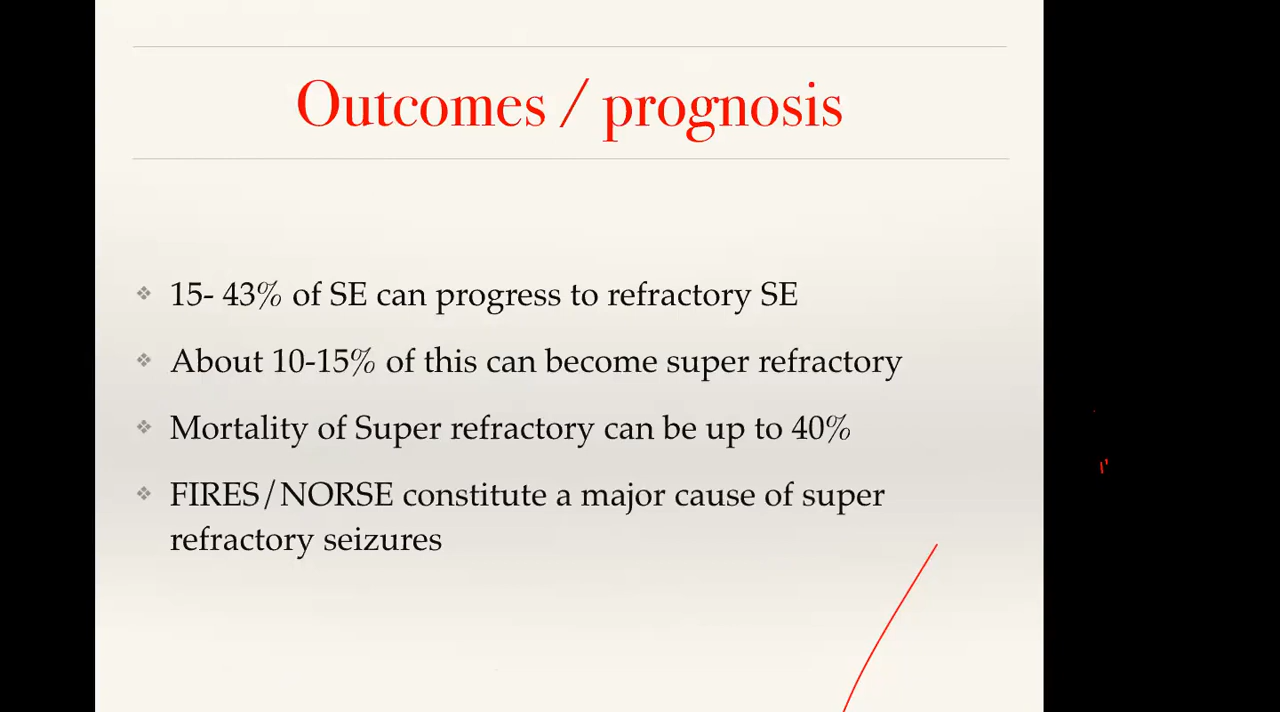 Outcomes / prognosis
15- 43% of SE can progress to refractory SE
About 10-15% of this can become super refractory
Mortality of Super refractory can be up to 40%
FIRES/NORSE constitute a major cause of super
refractory seizures